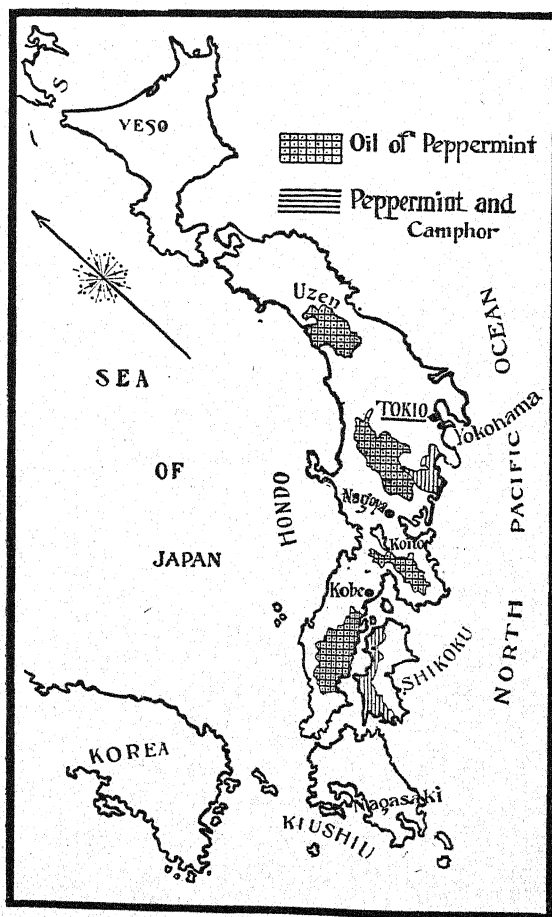 S
YESO
Oil of Peppermint
Peppermint and
Camphor
Uzen
OCEAN
SEA
TOKIO
Yokohama
OF
HONDO
PACIFIC
Nagoya
Koito
JAPAN
Kobe
NORTH
SHIKOKU
KOREA
Nagasaki
KIUSHIU